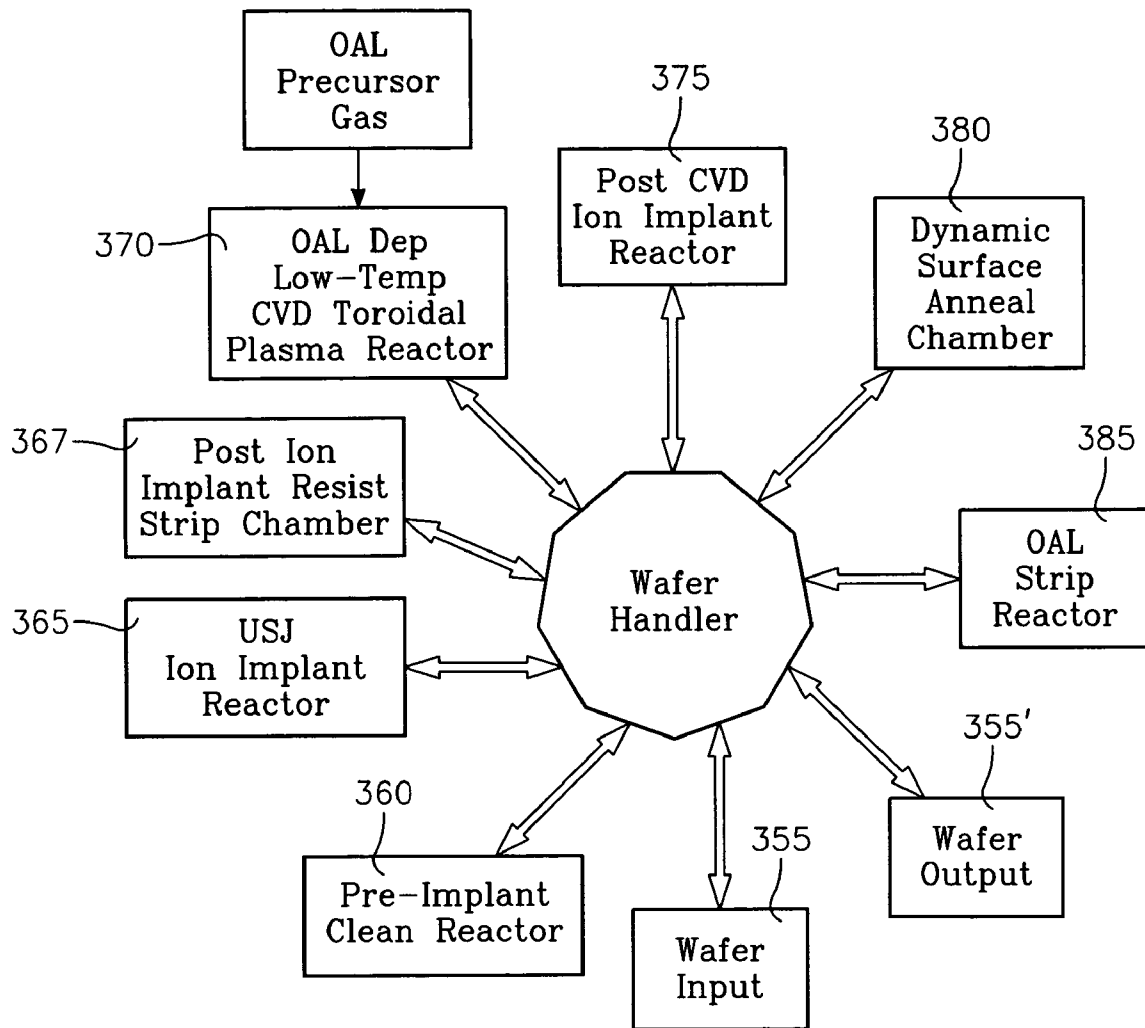 OAL
Precursor
Gas
375
Post CVD
Ion Implant
Reactor
380
Dynamic
Surface
Anneal
Chamber
370
OAL Dep
Low-Temp
CVD Toroidal
Plasma Reactor
367
Post Ion
Implant Resist
Strip Chamber
385
OAL
Strip
Reactor
Wafer
Handler
365
USJ
Ion Implant
Reactor
355'
Wafer
Output
360
Pre-Implant
Clean Reactor
355
Wafer
Input